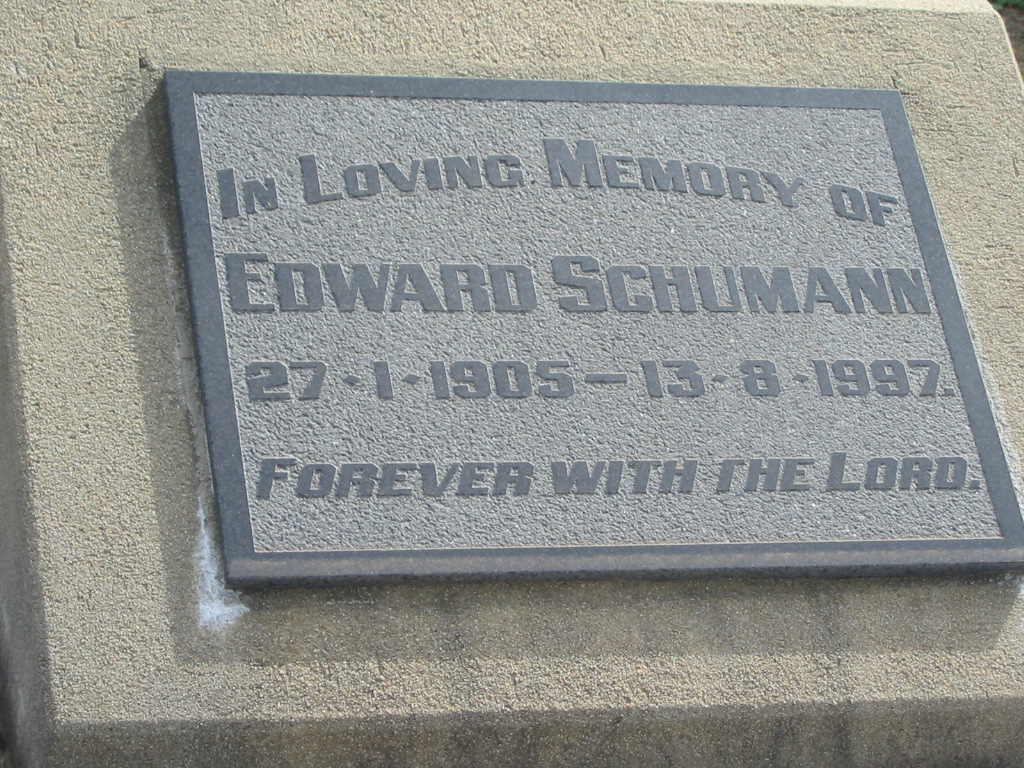 In Loving Memory of
Edward Schumann
27·1·1905—13·8·1997.
Forever with the Lord.